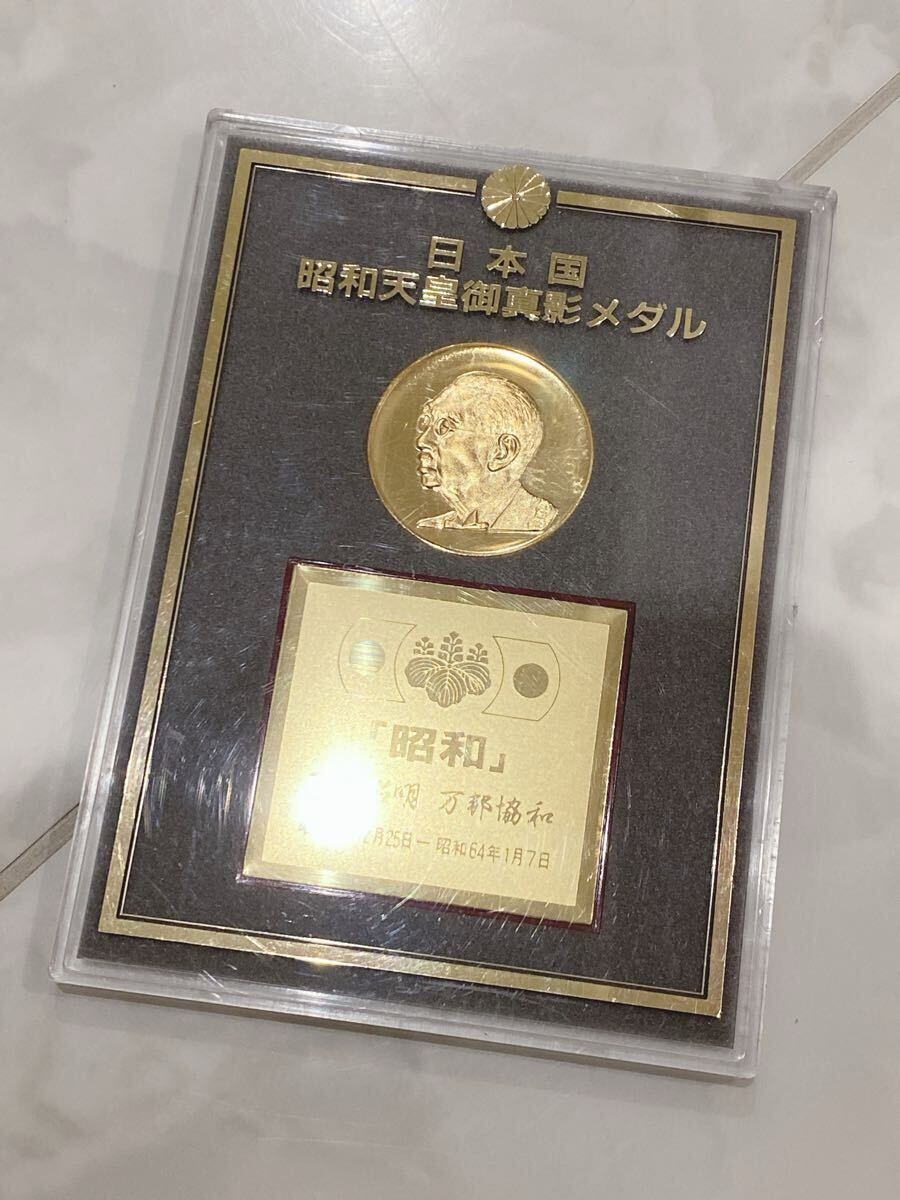 日本国
昭和天皇御真影メダル
「昭和」
明 万邦協和
月25日ー昭和64年1月7日